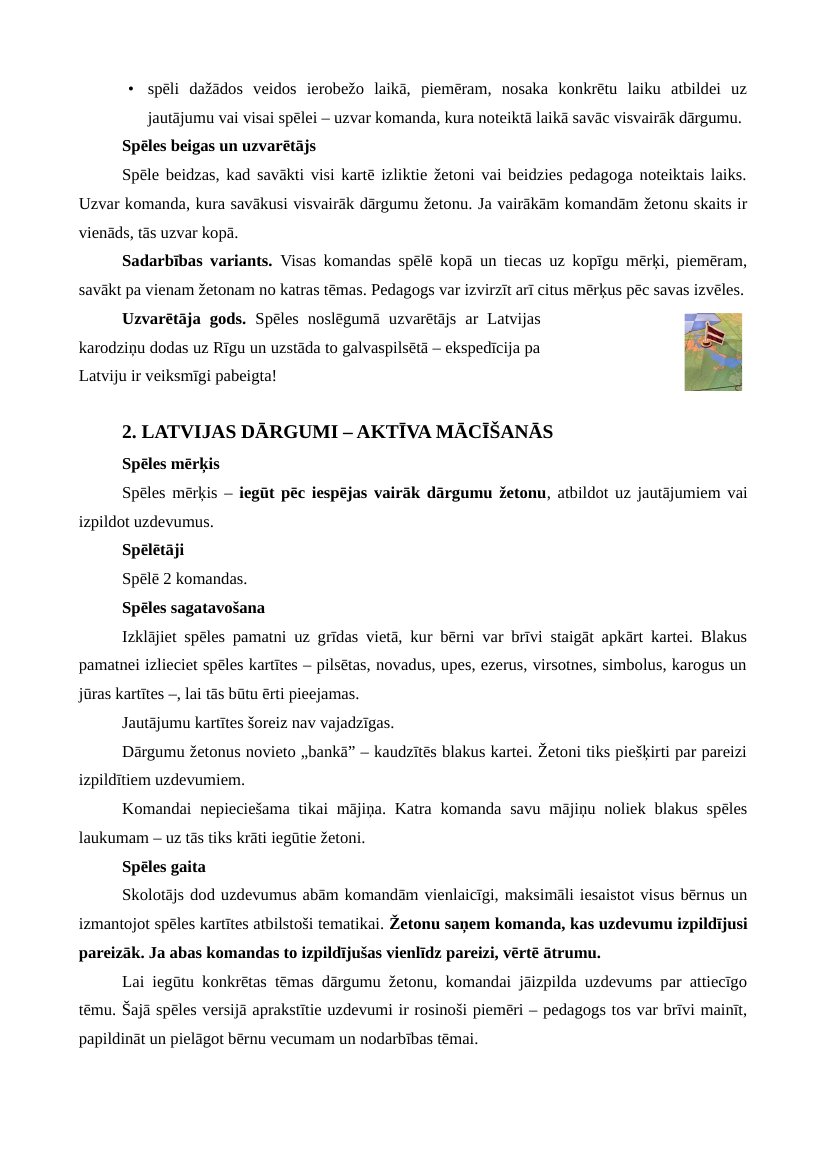 • spēli dažādos veidos ierobežo laikā, piemēram, nosaka konkrētu laiku atbildei uz
jautājumu vai visai spēlei – uzvar komanda, kura noteiktā laikā savāc visvairāk dārgumu.
Spēles beigas un uzvarētājs
Spēle beidzas, kad savākti visi kartē izliktie žetoni vai beidzies pedagoga noteiktais laiks.
Uzvar komanda, kura savākusi visvairāk dārgumu žetonu. Ja vairākām komandām žetonu skaits ir
vienāds, tās uzvar kopā.
Sadarbības variants. Visas komandas spēlē kopā un tiecas uz kopīgu mērķi, piemēram,
savākt pa vienam žetonam no katras tēmas. Pedagogs var izvirzīt arī citus mērķus pēc savas izvēles.
Uzvarētāja gods. Spēles noslēgumā uzvarētājs ar Latvijas
karodziņu dodas uz Rīgu un uzstāda to galvaspilsētā – ekspedīcija pa
Latviju ir veiksmīgi pabeigta!
2. LATVIJAS DĀRGUMI – AKTĪVA MĀCĪŠANĀS
Spēles mērķis
Spēles mērķis – iegūt pēc iespējas vairāk dārgumu žetonu, atbildot uz jautājumiem vai
izpildot uzdevumus.
Spēlētāji
Spēlē 2 komandas.
Spēles sagatavošana
Izklājiet spēles pamatni uz grīdas vietā, kur bērni var brīvi staigāt apkārt kartei. Blakus
pamatnei izlieciet spēles kartītes – pilsētas, novadus, upes, ezerus, virsotnes, simbolus, karogus un
jūras kartītes –, lai tās būtu ērti pieejamas.
Jautājumu kartītes šoreiz nav vajadzīgas.
Dārgumu žetonus novieto „bankā” – kaudzītēs blakus kartei. Žetoni tiks piešķirti par pareizi
izpildītiem uzdevumiem.
Komandai nepieciešama tikai mājiņa. Katra komanda savu mājiņu noliek blakus spēles
laukumam – uz tās tiks krāti iegūtie žetoni.
Spēles gaita
Skolotājs dod uzdevumus abām komandām vienlaicīgi, maksimāli iesaistot visus bērnus un
izmantojot spēles kartītes atbilstoši tematikai. Žetonu saņem komanda, kas uzdevumu izpildījusi
pareizāk. Ja abas komandas to izpildījušas vienlīdz pareizi, vērtē ātrumu.
Lai iegūtu konkrētas tēmas dārgumu žetonu, komandai jāizpilda uzdevums par attiecīgo
tēmu. Šajā spēles versijā aprakstītie uzdevumi ir rosinoši piemēri – pedagogs tos var brīvi mainīt,
papildināt un pielāgot bērnu vecumam un nodarbības tēmai.